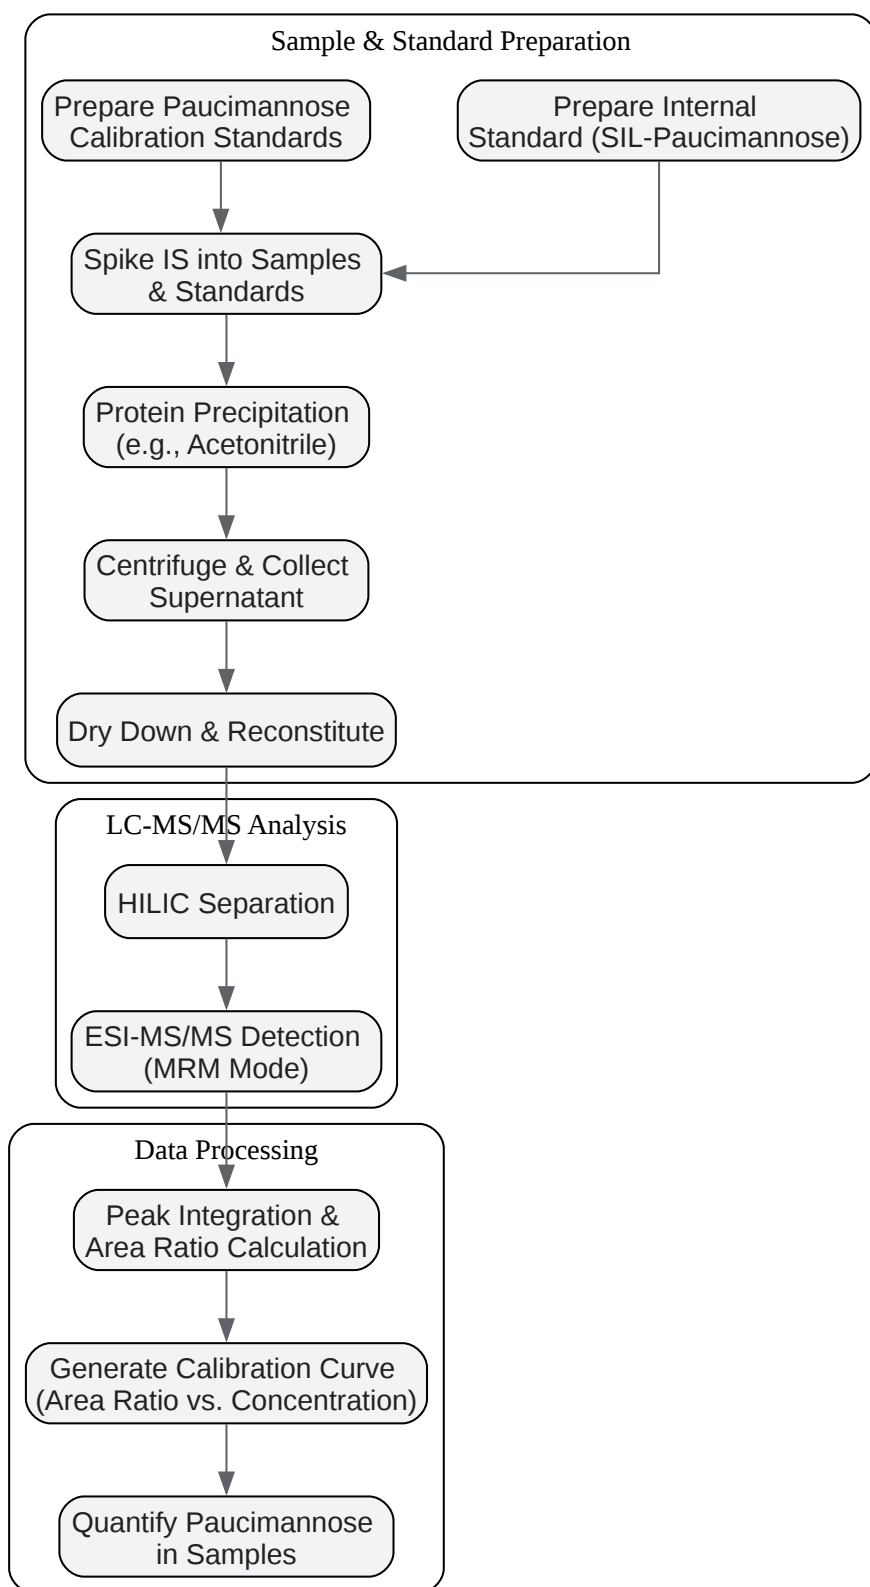 Sample & Standard Preparation
Prepare Paucimannose
Calibration Standards
Prepare Internal
Standard (SIL-Paucimannose)
Spike IS into Samples
& Standards
Protein Precipitation
(e.g., Acetonitrile)
Centrifuge & Collect
Supernatant
Dry Down & Reconstitute
LC-MS/MS Analysis
HILIC Separation
ESI-MS/MS Detection
(MRM Mode)
Data Processing
Peak Integration &
Area Ratio Calculation
Generate Calibration Curve
(Area Ratio vs. Concentration)
Quantify Paucimannose
in Samples